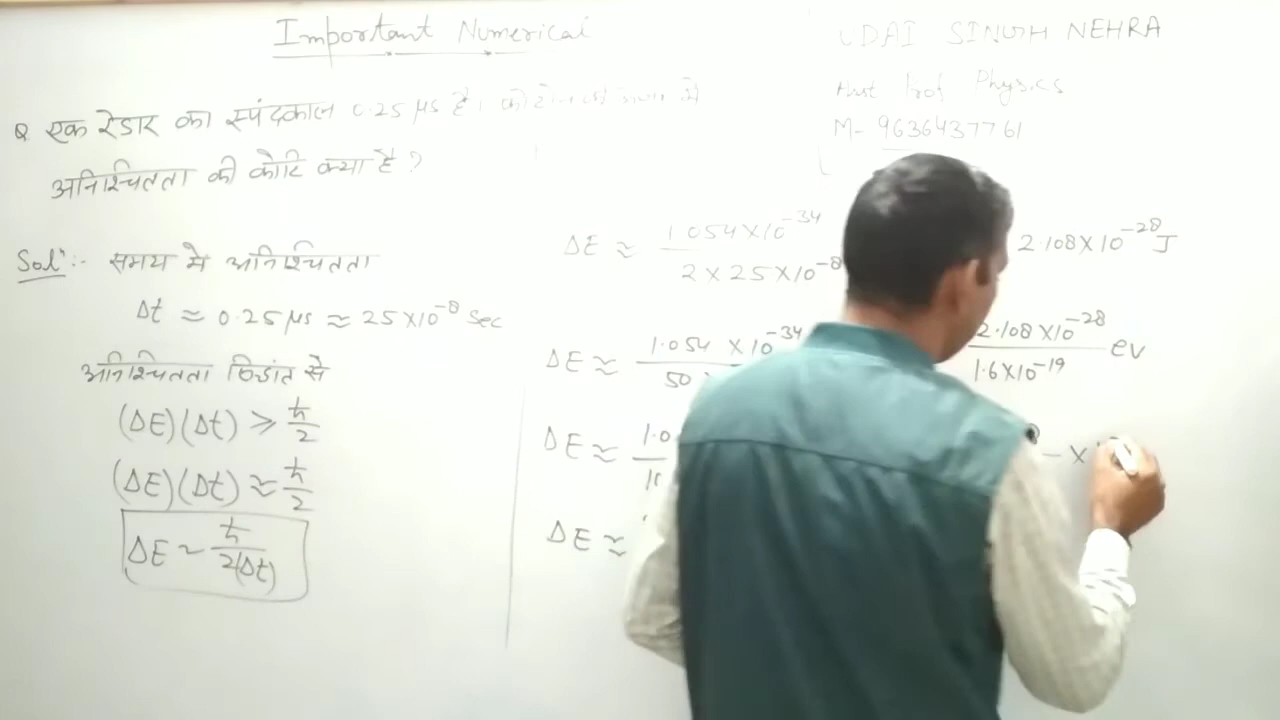 Important Numerical
UDAI SINGH NEHRA
Prof Physics
M- 9636437761
Q एक रेडार का स्पंदकाल 0.25 μs है।
अनिश्चितता की कोटि क्या है?
Solⁿ:- समय मे अनिश्चितता
Δt ≈ 0.25 μs ≈ 25×10⁻⁸ Sec
अनिश्चितता सिद्धांत से
(ΔE)(Δt) ≥ ħ/2
(ΔE)(Δt) ≈ ħ/2
ΔE ~ ħ/2(Δt)
ΔE ≈ 1.054×10⁻³⁴/2×25×10⁻⁸
ΔE ≈ 1.054×10⁻³⁴/50
ΔE ≈ 1.0
ΔE ≈
2.108×10⁻²⁸ J
2.108×10⁻²⁸/1.6×10⁻¹⁹ ev